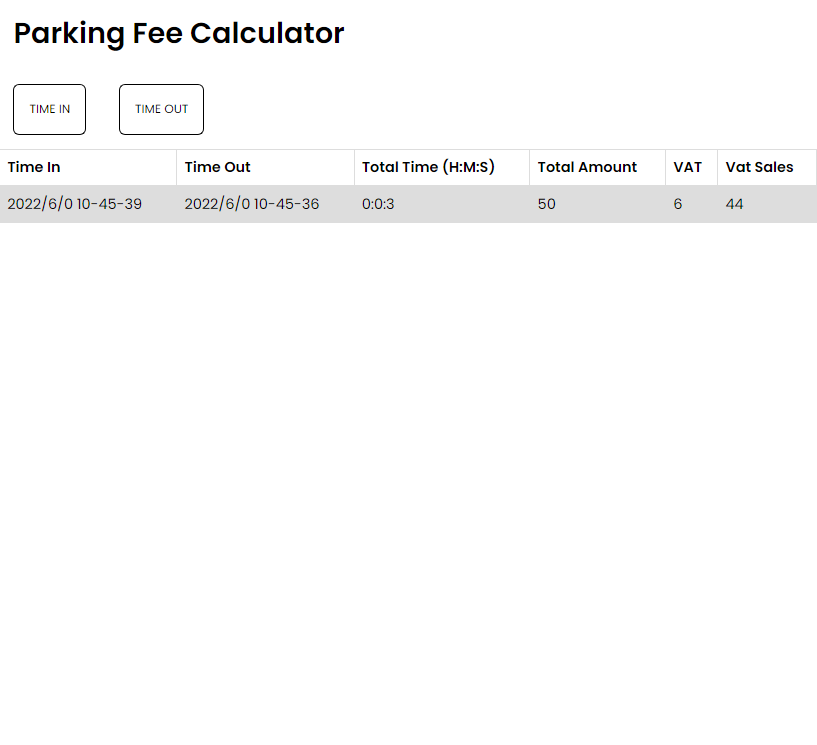 Parking Fee Calculator
TIME IN TIME OUT
Time In Time Out Total Time (H:M:S) Total Amount VAT Vat Sales
2022/6/0 10-45-39 2022/6/0 10-45-36 0:0:3 50 6 44